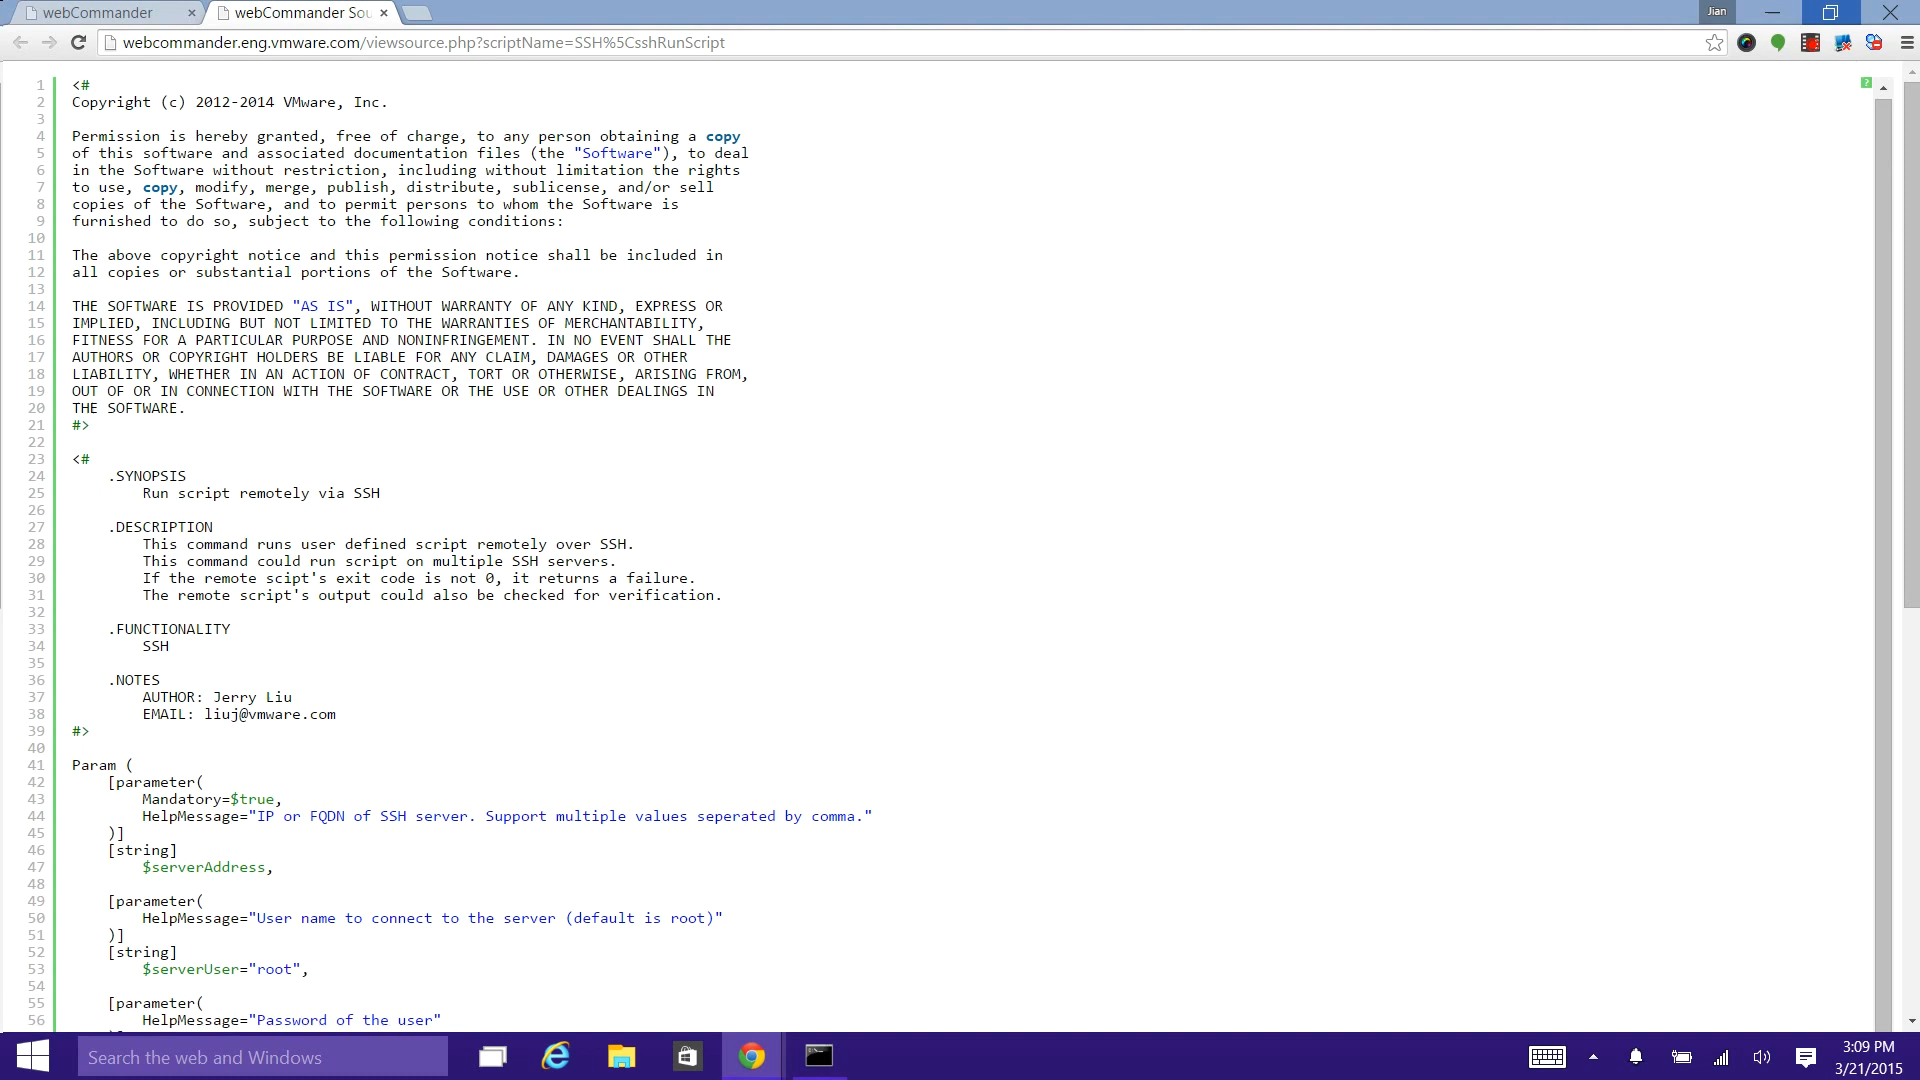 webCommander
webCommander Sou
Jian
webcommander.eng.vmware.com/viewsource.php?scriptName=SSH%5CsshRunScript
1 <#
2 Copyright (c) 2012-2014 VMware, Inc.
3
4 Permission is hereby granted, free of charge, to any person obtaining a copy
5 of this software and associated documentation files (the "Software"), to deal
6 in the Software without restriction, including without limitation the rights
7 to use, copy, modify, merge, publish, distribute, sublicense, and/or sell
8 copies of the Software, and to permit persons to whom the Software is
9 furnished to do so, subject to the following conditions:
10
11 The above copyright notice and this permission notice shall be included in
12 all copies or substantial portions of the Software.
13
14 THE SOFTWARE IS PROVIDED "AS IS", WITHOUT WARRANTY OF ANY KIND, EXPRESS OR
15 IMPLIED, INCLUDING BUT NOT LIMITED TO THE WARRANTIES OF MERCHANTABILITY,
16 FITNESS FOR A PARTICULAR PURPOSE AND NONINFRINGEMENT. IN NO EVENT SHALL THE
17 AUTHORS OR COPYRIGHT HOLDERS BE LIABLE FOR ANY CLAIM, DAMAGES OR OTHER
18 LIABILITY, WHETHER IN AN ACTION OF CONTRACT, TORT OR OTHERWISE, ARISING FROM,
19 OUT OF OR IN CONNECTION WITH THE SOFTWARE OR THE USE OR OTHER DEALINGS IN
20 THE SOFTWARE.
21 #>
22
23 <#
24 .SYNOPSIS
25 Run script remotely via SSH
26
27 .DESCRIPTION
28 This command runs user defined script remotely over SSH.
29 This command could run script on multiple SSH servers.
30 If the remote scipt's exit code is not 0, it returns a failure.
31 The remote script's output could also be checked for verification.
32
33 .FUNCTIONALITY
34 SSH
35
36 .NOTES
37 AUTHOR: Jerry Liu
38 EMAIL: liuj@vmware.com
39 #>
40
41 Param (
42 [parameter(
43 Mandatory=$true,
44 HelpMessage="IP or FQDN of SSH server. Support multiple values seperated by comma."
45 )]
46 [string]
47 $serverAddress,
48
49 [parameter(
50 HelpMessage="User name to connect to the server (default is root)"
51 )]
52 [string]
53 $serverUser="root",
54
55 [parameter(
56 HelpMessage="Password of the user"
?
Search the web and Windows
3:09 PM
3/21/2015